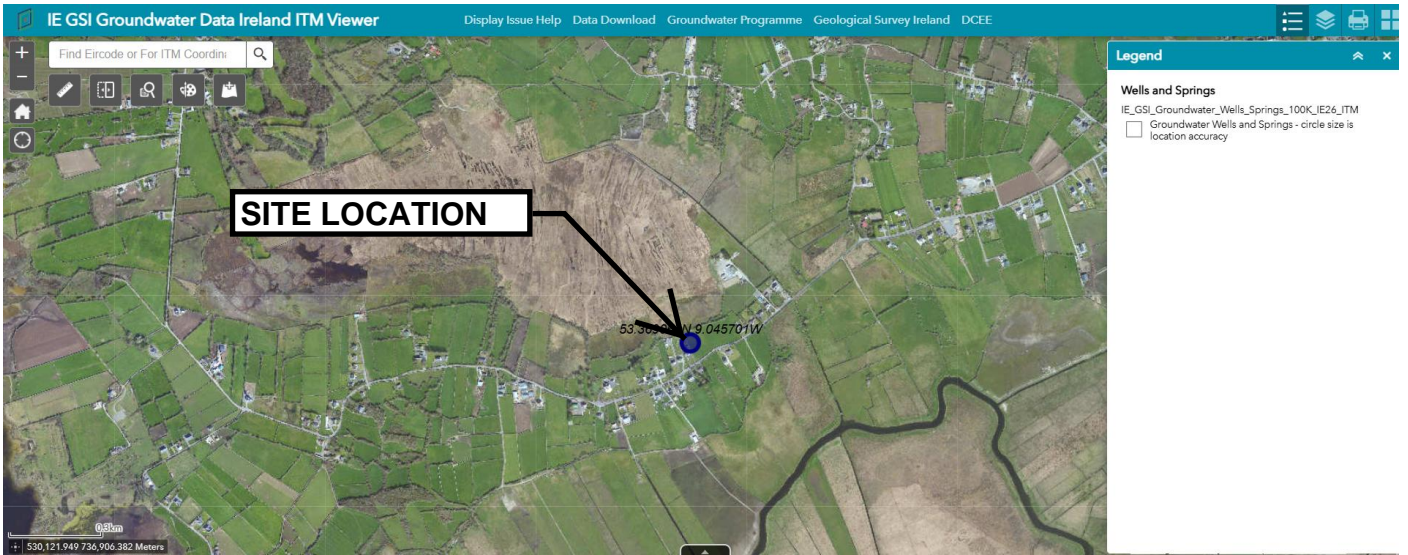 IE GSI Groundwater Data Ireland ITM Viewer
Display Issue Help Data Download Groundwater Programme Geological Survey Ireland DCEE
Find Eircode or For ITM Coordin
Legend
Wells and Springs
IE_GSI_Groundwater_Wells_Springs_100K_IE26_ITM
Groundwater Wells and Springs - circle size is
location accuracy
SITE LOCATION
9.045701W
0.3km
530,121.949 736,906.382 Meters